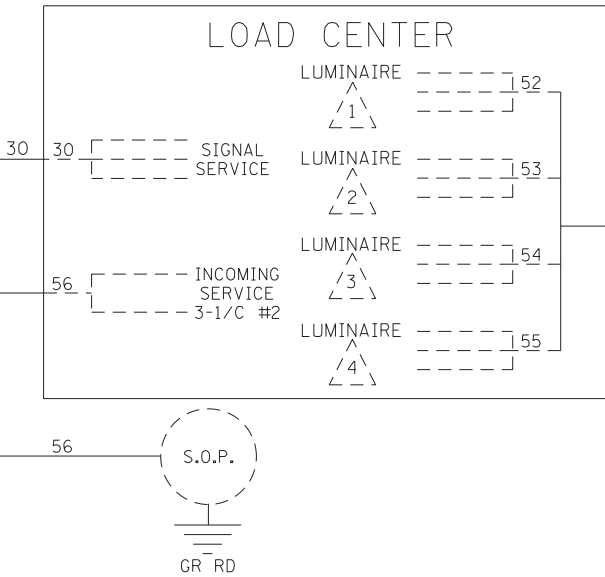 LOAD CENTER
LUMINAIRE
1
52
30
30
SIGNAL
SERVICE
LUMINAIRE
2
53
LUMINAIRE
3
54
56
INCOMING
SERVICE
3-1/C #2
LUMINAIRE
4
55
56
S.O.P.
GR RD